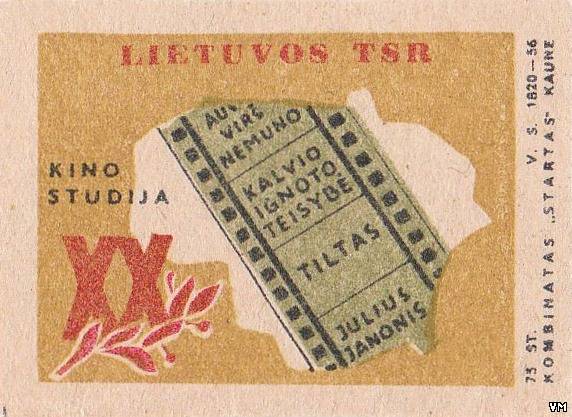 LIETUVOS TSR
KINO
STUDIJA
XX
VIRŠ
NEMUNO
KALVIO
IGNOTO
TEISYBĖ
TILTAS
JULIUS
JANONIS
75 ST. V. S. 1820—56
KOMBINATAS „STARTAS" KAUNE
VM